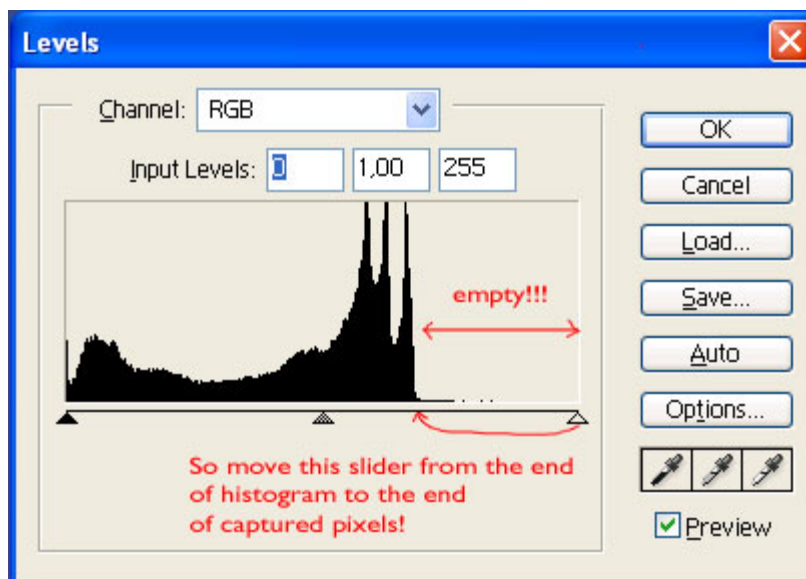 Levels
Channel: RGB
OK
Input Levels: 0 1,00 255
Cancel
Load...
empty!!!
Save...
Auto
Options...
So move this slider from the end
of histogram to the end
of captured pixels!
Preview